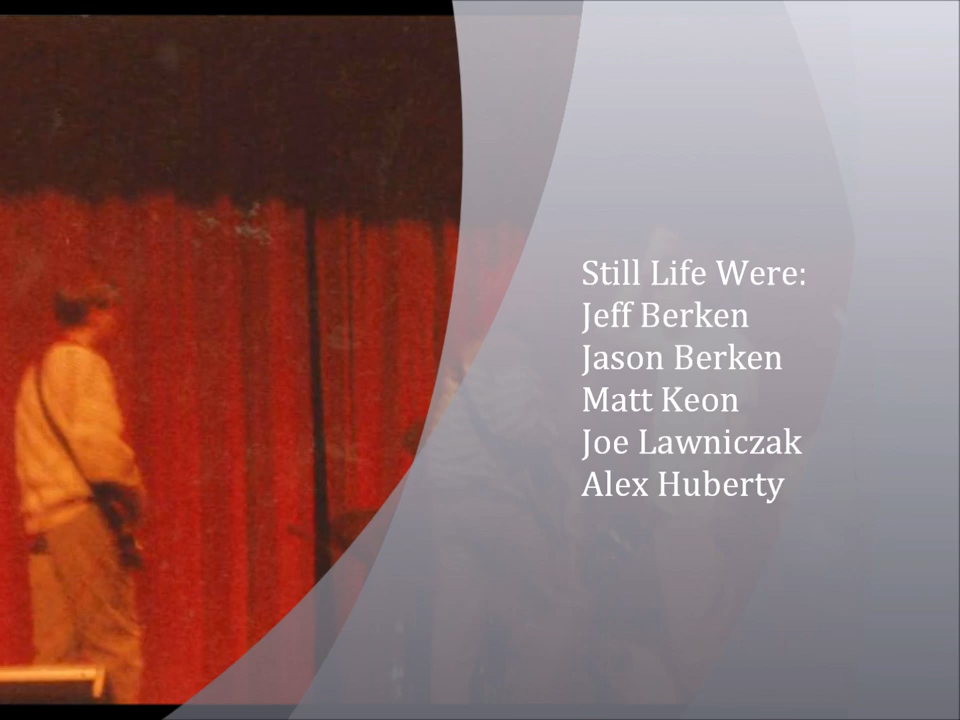 Still Life Were:
Jeff Berken
Jason Berken
Matt Keon
Joe Lawniczak
Alex Huberty